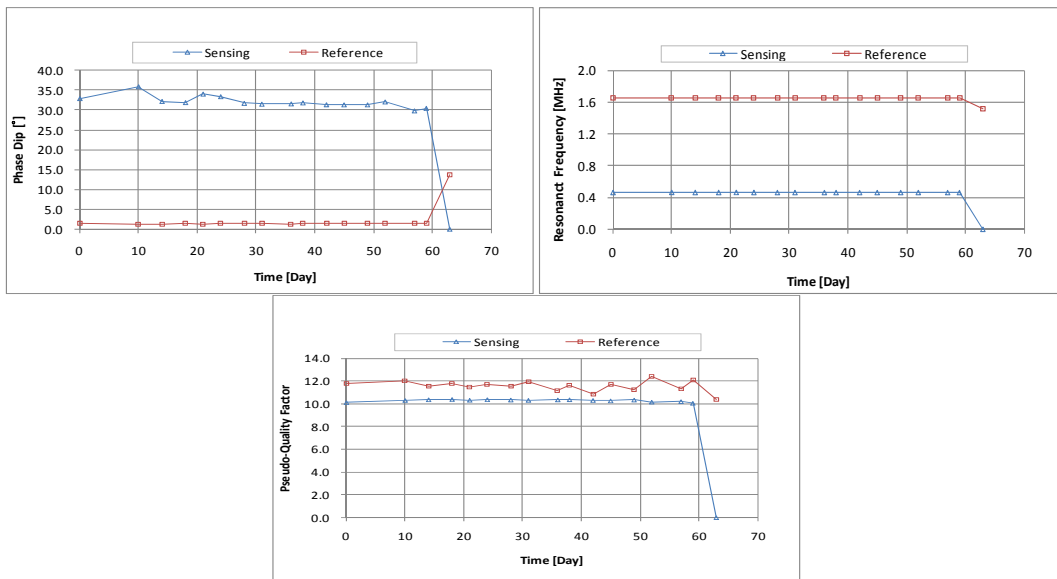 Sensing Reference
40.0
35.0
30.0
25.0
20.0
15.0
10.0
5.0
0.0
0 10 20 30 40 50 60 70
Phase Dip [°]
Time [Day]
Sensing Reference
2.0
1.6
1.2
0.8
0.4
0.0
0 10 20 30 40 50 60 70
Resonanct Frequency [MHz]
Time [Day]
Sensing Reference
14.0
12.0
10.0
8.0
6.0
4.0
2.0
0.0
0 10 20 30 40 50 60 70
Pseudo-Quality Factor
Time [Day]